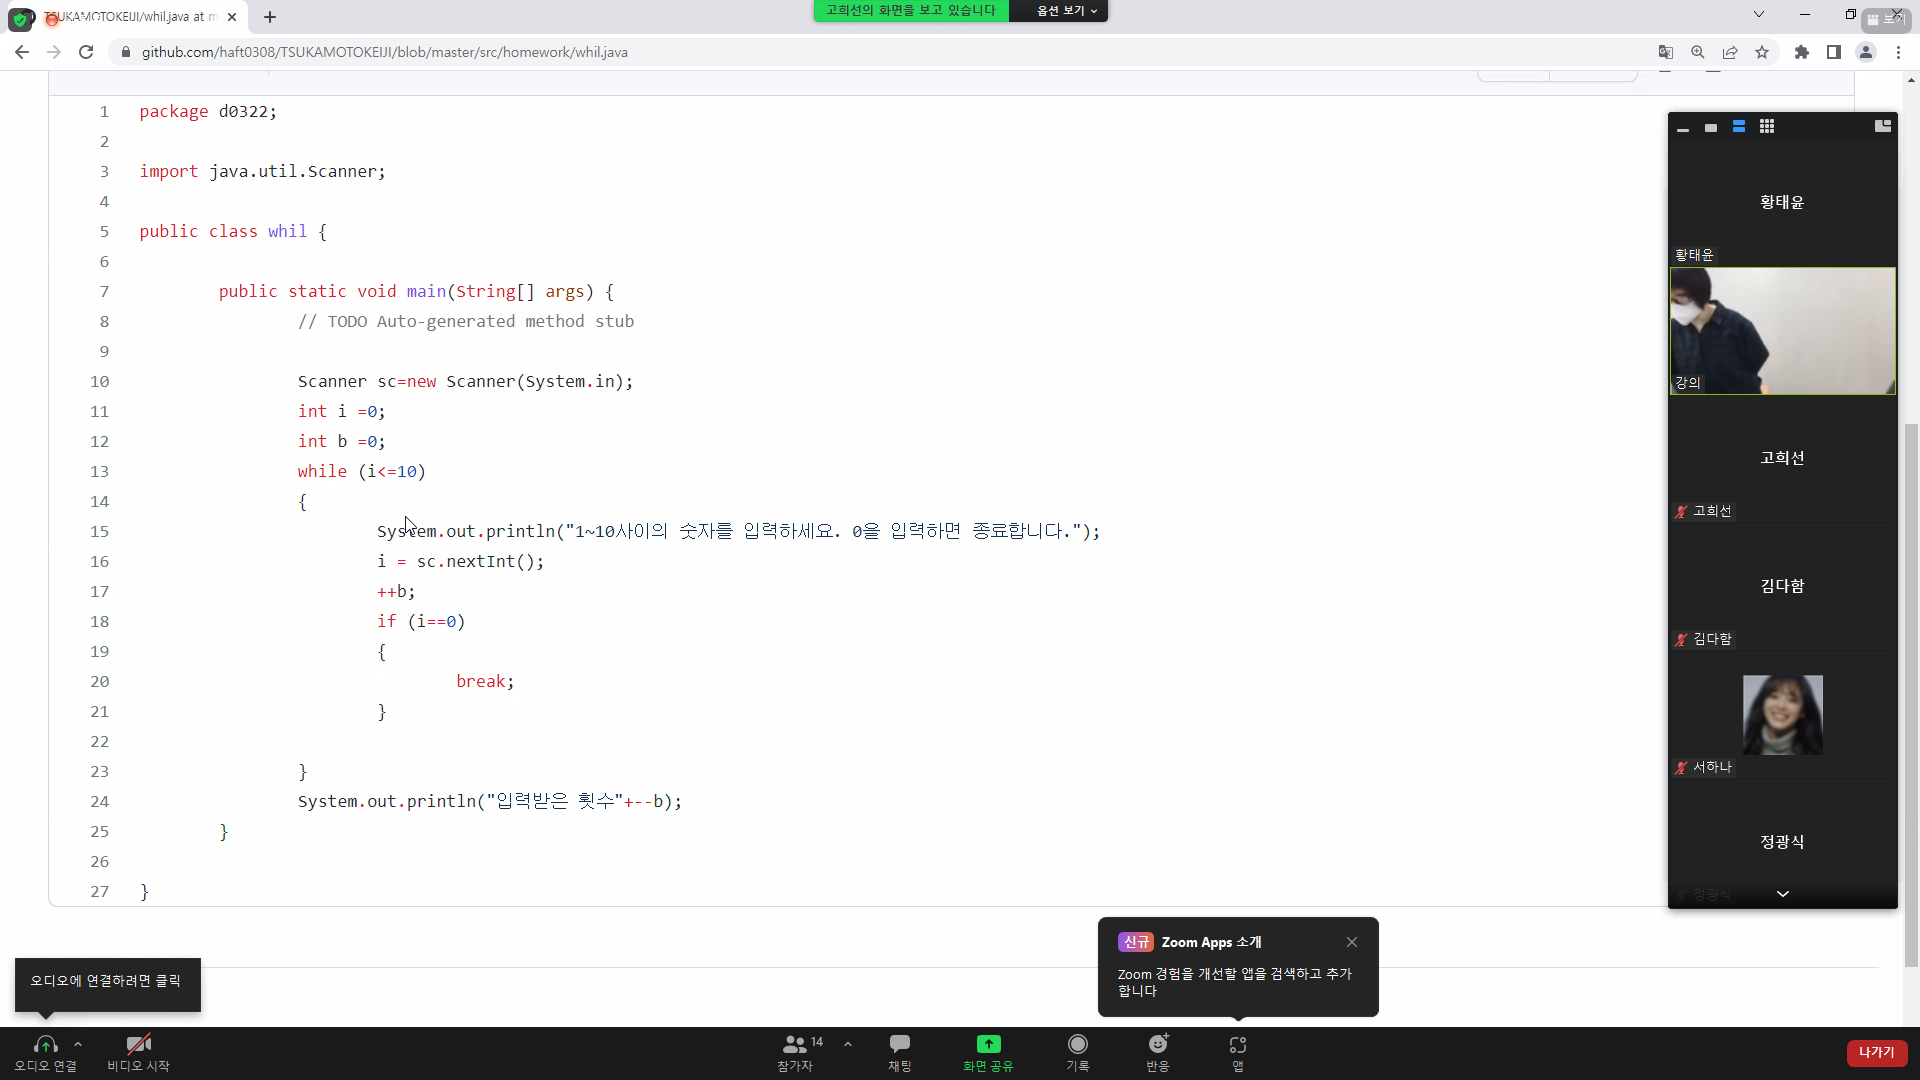 TSUKAMOTOKEIJI/whil.java at m
고희선의 화면을 보고 있습니다
옵션 보기
보기
github.com/haft0308/TSUKAMOTOKEIJI/blob/master/src/homework/whil.java
1 package d0322;
2
3 import java.util.Scanner;
4
5 public class whil {
6
7 public static void main(String[] args) {
8 // TODO Auto-generated method stub
9
10 Scanner sc=new Scanner(System.in);
11 int i =0;
12 int b =0;
13 while (i<=10)
14 {
15 System.out.println("1~10사이의 숫자를 입력하세요. 0을 입력하면 종료합니다.");
16 i = sc.nextInt();
17 ++b;
18 if (i==0)
19 {
20 break;
21 }
22
23 }
24 System.out.println("입력받은 횟수"+--b);
25 }
26
27 }
황태윤
황태윤
강의
고희선
고희선
김다함
김다함
서하나
정광식
정광식
신규 Zoom Apps 소개
Zoom 경험을 개선할 앱을 검색하고 추가
합니다
오디오에 연결하려면 클릭
오디오 연결
비디오 시작
14
참가자
채팅
화면 공유
기록
반응
앱
나가기